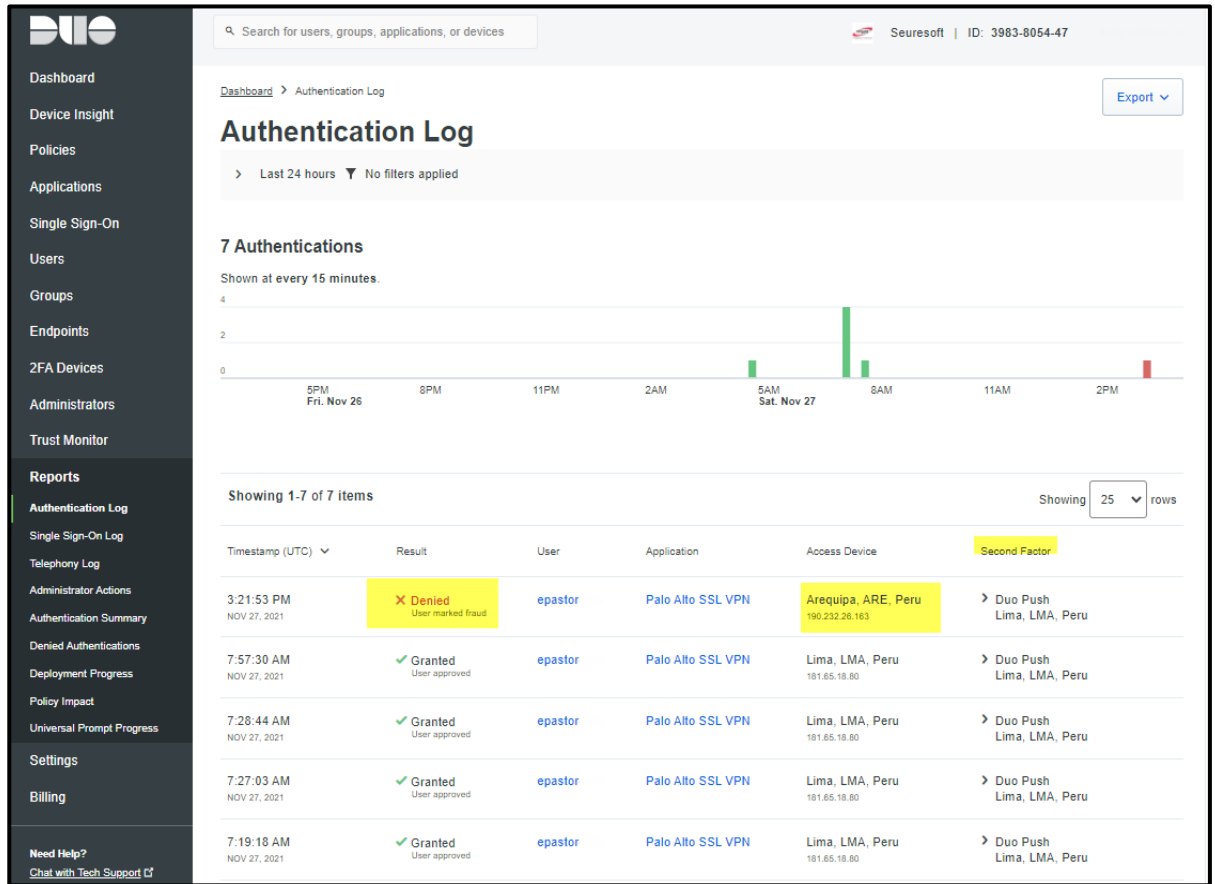 DUO
Search for users, groups, applications, or devices
Seuresoft | ID: 3983-8054-47
Dashboard
Device Insight
Policies
Applications
Single Sign-On
Users
Groups
Endpoints
2FA Devices
Administrators
Trust Monitor
Reports
Authentication Log
Single Sign-On Log
Telephony Log
Administrator Actions
Authentication Summary
Denied Authentications
Deployment Progress
Policy Impact
Universal Prompt Progress
Settings
Billing
Need Help?
Chat with Tech Support
Dashboard > Authentication Log
Export
Authentication Log
> Last 24 hours No filters applied
7 Authentications
Shown at every 15 minutes.
4
2
0
5PM 8PM 11PM 2AM 5AM 8AM 11AM 2PM
Fri. Nov 26 Sat. Nov 27
Showing 1-7 of 7 items
Showing 25 rows
Timestamp (UTC) Result User Application Access Device Second Factor
3:21:53 PM Denied epastor Palo Alto SSL VPN Arequipa, ARE, Peru > Duo Push
NOV 27, 2021 User marked fraud 190.232.26.163 Lima, LMA, Peru
7:57:30 AM Granted epastor Palo Alto SSL VPN Lima, LMA, Peru > Duo Push
NOV 27, 2021 User approved 181.65.18.80 Lima, LMA, Peru
7:28:44 AM Granted epastor Palo Alto SSL VPN Lima, LMA, Peru > Duo Push
NOV 27, 2021 User approved 181.65.18.80 Lima, LMA, Peru
7:27:03 AM Granted epastor Palo Alto SSL VPN Lima, LMA, Peru > Duo Push
NOV 27, 2021 User approved 181.65.18.80 Lima, LMA, Peru
7:19:18 AM Granted epastor Palo Alto SSL VPN Lima, LMA, Peru > Duo Push
NOV 27, 2021 User approved 181.65.18.80 Lima, LMA, Peru